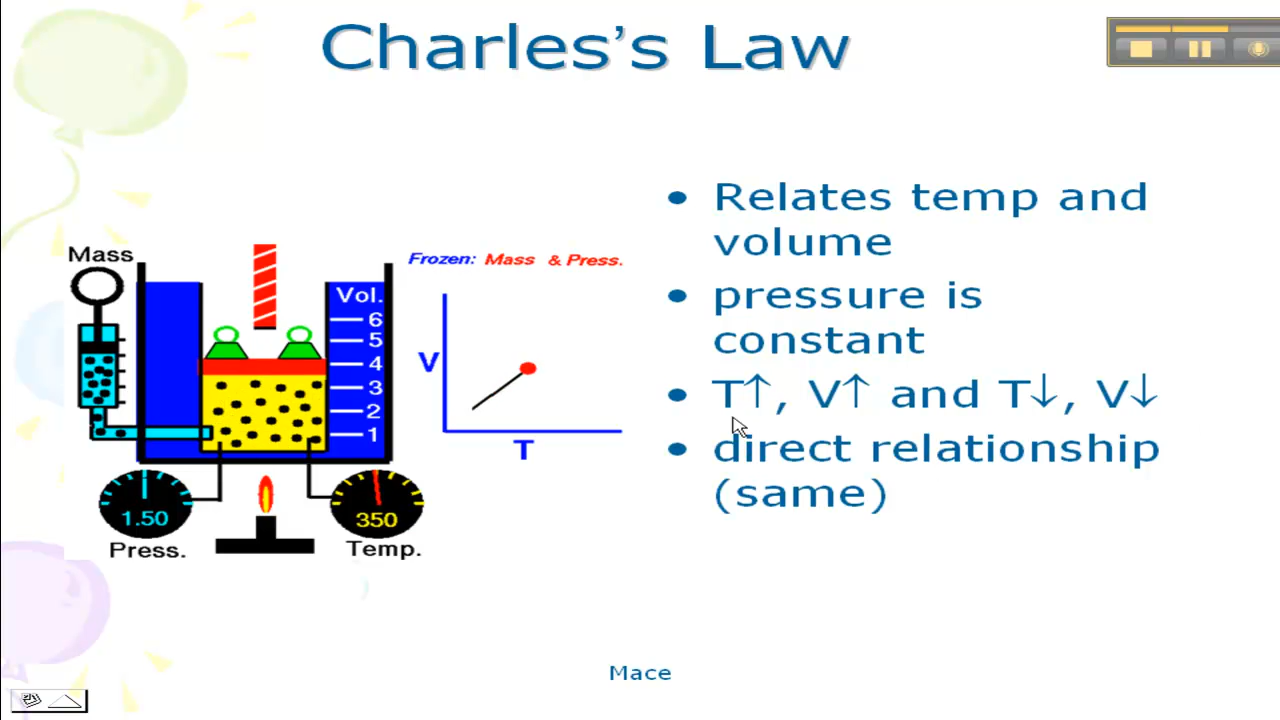 Charles’s Law
• Relates temp and
volume
• pressure is
constant
• T↑, V↑ and T↓, V↓
• direct relationship
(same)
Mass
Vol.
6
5
4
3
2
1
1.50
Press.
350
Temp.
Frozen: Mass & Press.
V
T
Mace